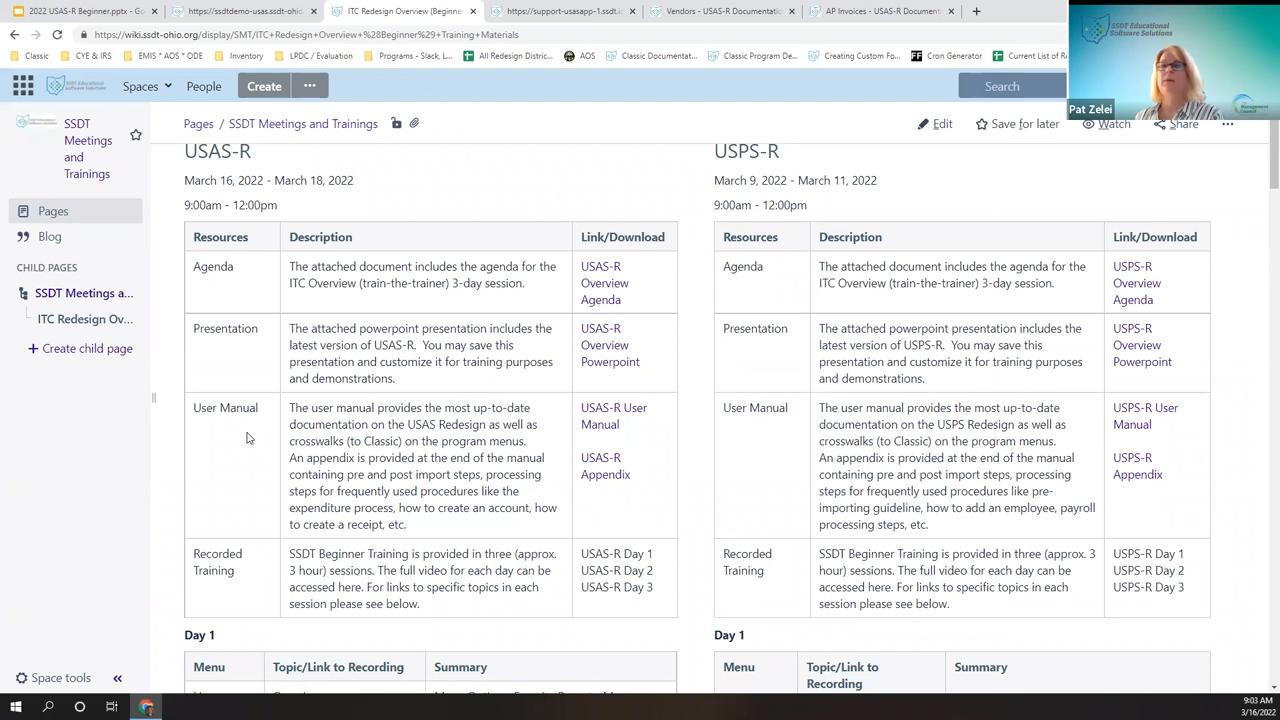 2022 USAS-R Beginner.pptx - Go
https://ssdtdemo-usas.ssdt-ohio.
ITC Redesign Overview (Beginne
https://support-usasapp-1.ssdt.i
Vendors - USAS-R Documentatio
AP Invoices - USAS-R Document
https://wiki.ssdt-ohio.org/display/SMT/ITC+Redesign+Overview+%28Beginner%29+Training+Materials
Classic
CYE & IRS
EMIS * AOS * ODE
Inventory
LPDC / Evaluation
Programs - Slack, L...
All Redesign Distric...
AOS
Classic Documentat...
Classic Program De...
Creating Custom Fo...
Cron Generator
Current List of R
SSDT Educational
Software Solutions
Pat Zelei
Spaces
People
Create
Search
SSDT
Meetings
and
Trainings
Pages / SSDT Meetings and Trainings
Edit
Save for later
Watch
Share
Pages
Blog
CHILD PAGES
SSDT Meetings a...
ITC Redesign Ov...
+ Create child page
Space tools
USAS-R
March 16, 2022 - March 18, 2022
9:00am - 12:00pm
Resources
Description
Link/Download
Agenda
The attached document includes the agenda for the
ITC Overview (train-the-trainer) 3-day session.
USAS-R
Overview
Agenda
Presentation
The attached powerpoint presentation includes the
latest version of USAS-R. You may save this
presentation and customize it for training purposes
and demonstrations.
USAS-R
Overview
Powerpoint
User Manual
The user manual provides the most up-to-date
documentation on the USAS Redesign as well as
crosswalks (to Classic) on the program menus.
An appendix is provided at the end of the manual
containing pre and post import steps, processing
steps for frequently used procedures like the
expenditure process, how to create an account, how
to create a receipt, etc.
USAS-R User
Manual
USAS-R
Appendix
Recorded
Training
SSDT Beginner Training is provided in three (approx.
3 hour) sessions. The full video for each day can be
accessed here. For links to specific topics in each
session please see below.
USAS-R Day 1
USAS-R Day 2
USAS-R Day 3
Day 1
Menu
Topic/Link to Recording
Summary
USPS-R
March 9, 2022 - March 11, 2022
9:00am - 12:00pm
Resources
Description
Link/Download
Agenda
The attached document includes the agenda for the
ITC Overview (train-the-trainer) 3-day session.
USPS-R
Overview
Agenda
Presentation
The attached powerpoint presentation includes the
latest version of USPS-R. You may save this
presentation and customize it for training purposes
and demonstrations.
USPS-R
Overview
Powerpoint
User Manual
The user manual provides the most up-to-date
documentation on the USPS Redesign as well as
crosswalks (to Classic) on the program menus.
An appendix is provided at the end of the manual
containing pre and post import steps, processing
steps for frequently used procedures like pre-
importing guideline, how to add an employee, payroll
processing steps, etc.
USPS-R User
Manual
USPS-R
Appendix
Recorded
Training
SSDT Beginner Training is provided in three (approx. 3
hour) sessions. The full video for each day can be
accessed here. For links to specific topics in each
session please see below.
USPS-R Day 1
USPS-R Day 2
USPS-R Day 3
Day 1
Menu
Topic/Link to
Recording
Summary
9:03 AM
3/16/2022